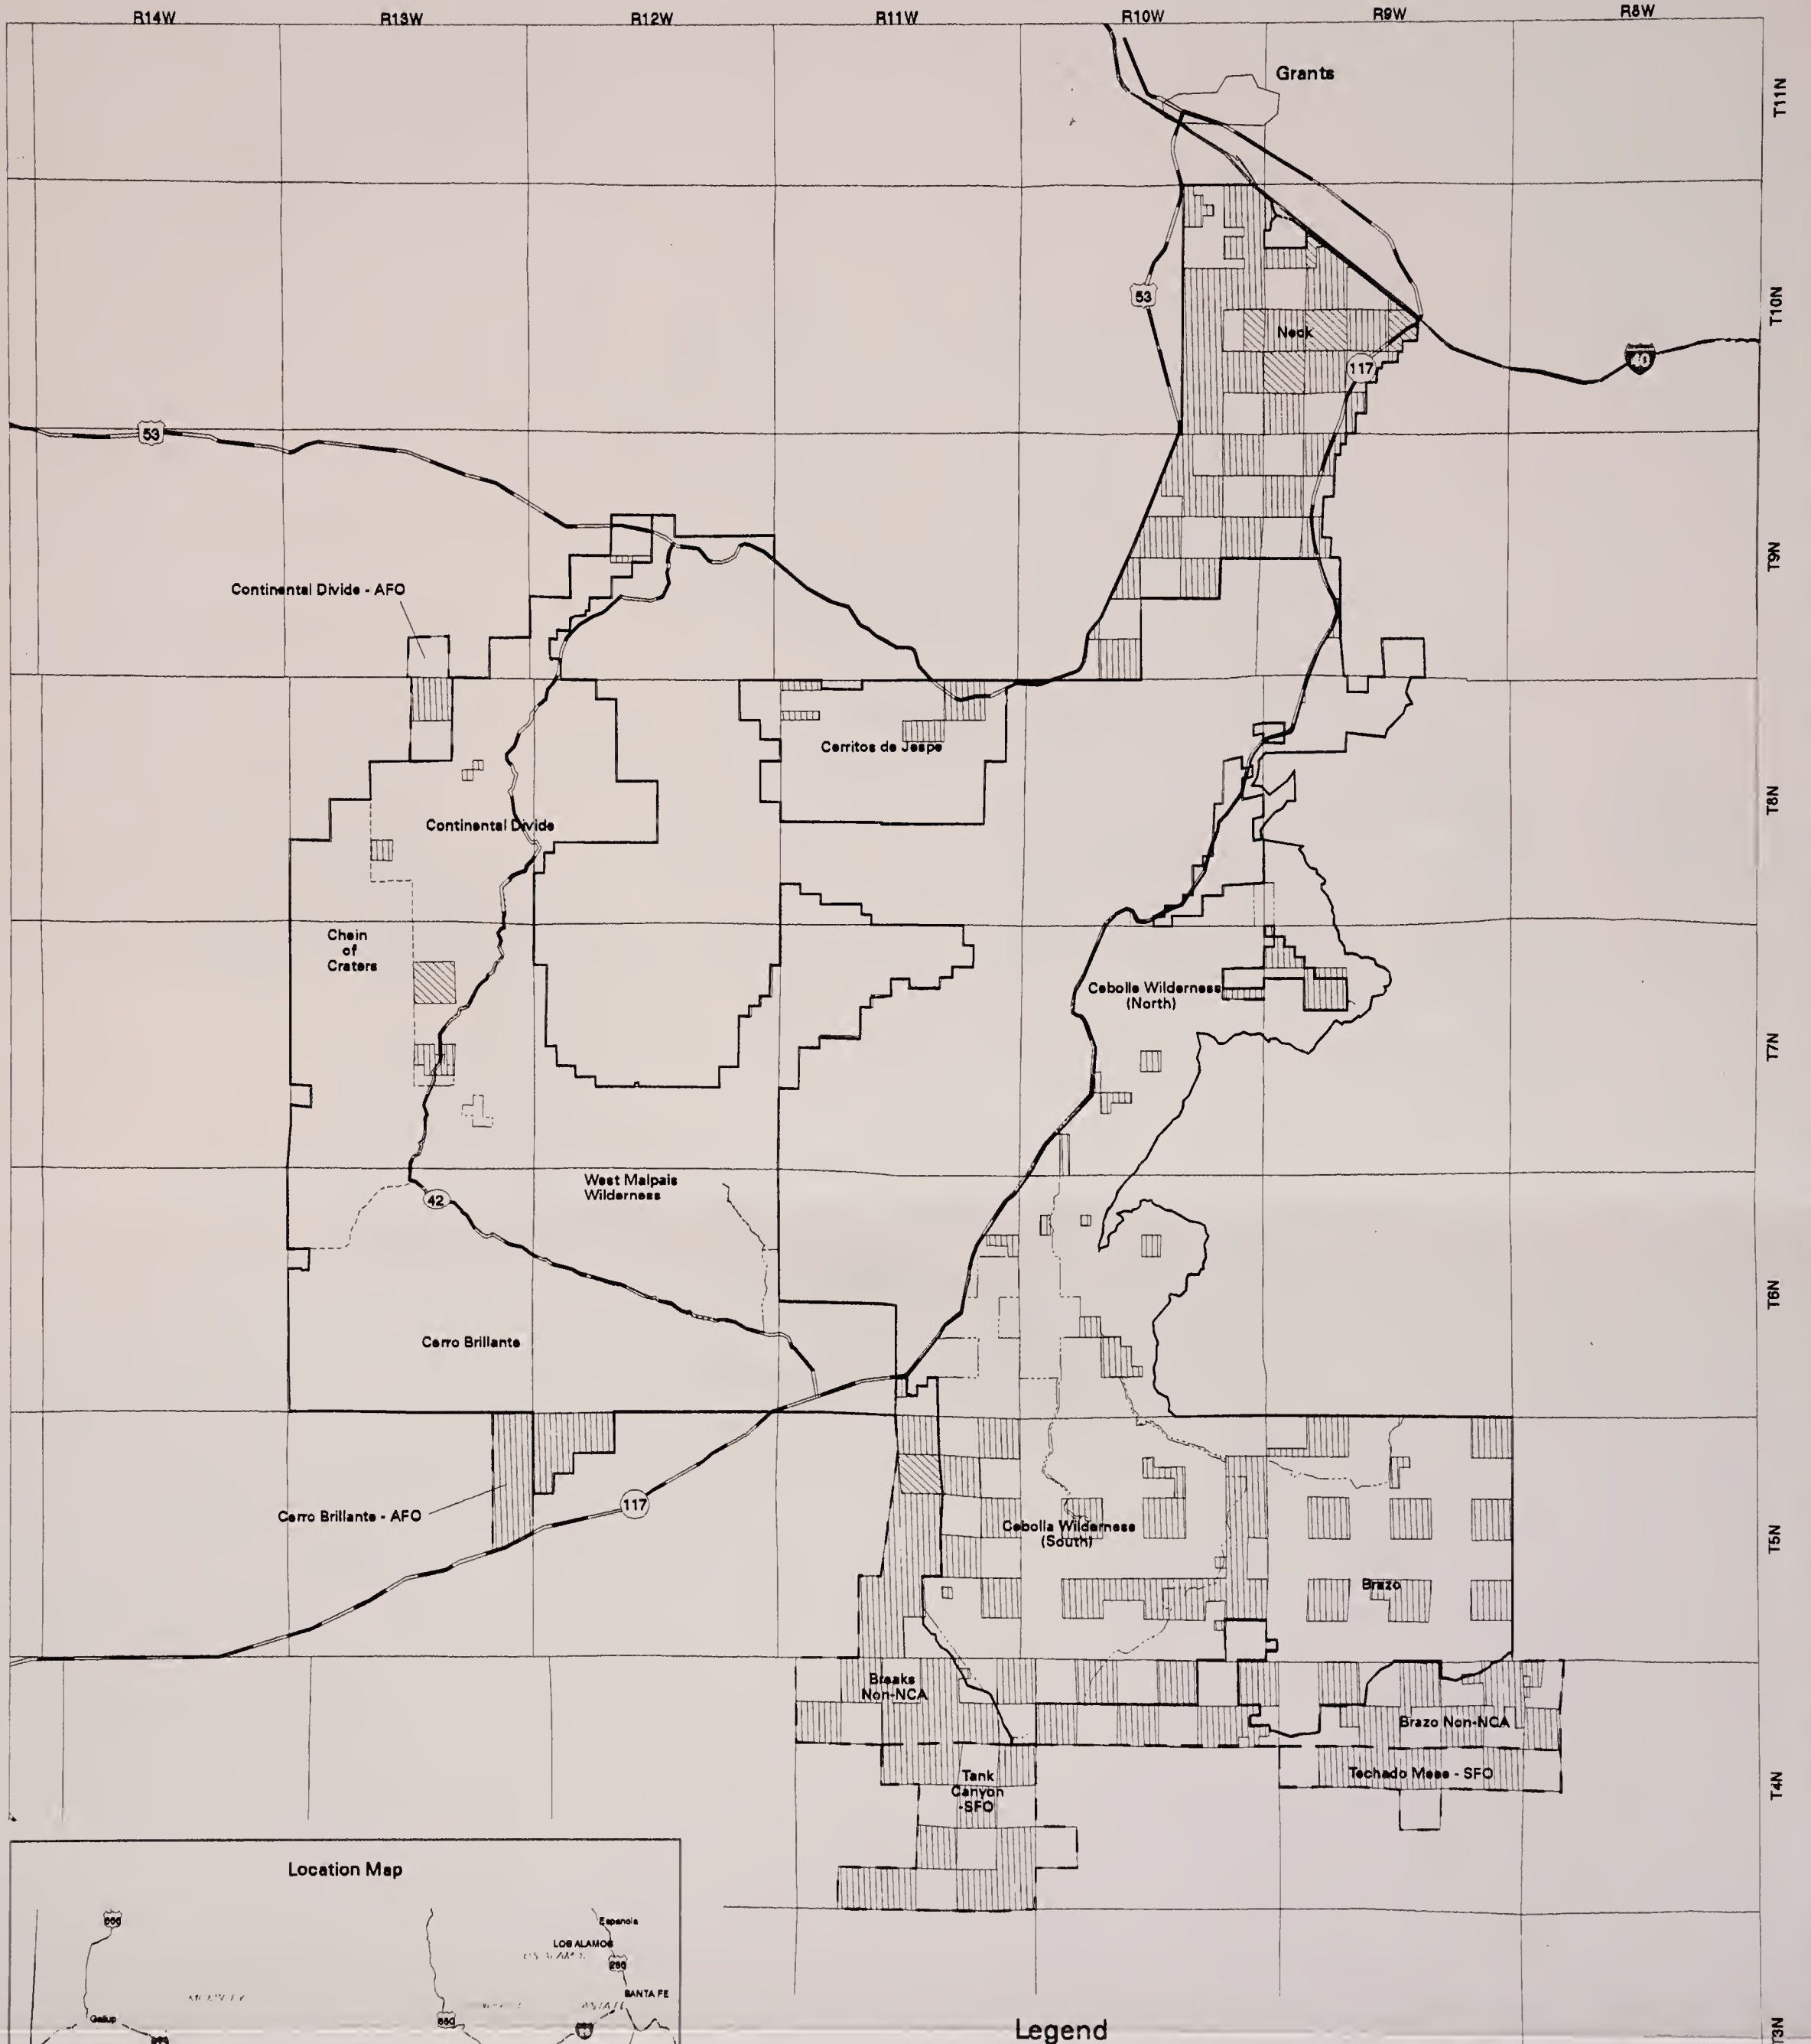 R14W
R13W
R12W
R11W
R10W
R9W
R8W
Grants
T11N
53
T10N
Neck
117
40
53
T9N
Continental Divide - AFO
Cerritos de Jaspe
T8N
Continental Divide
Chain
of
Craters
Cebolla Wilderness
(North)
T7N
West Malpais
Wilderness
42
T6N
Cerro Brillante
Cerro Brillante - AFO
117
Cebolla Wilderness
(South)
T5N
Brazo
Breaks
Non-NCA
Brazo Non-NCA
Techado Mesa - SFO
Tank
Canyon
-SFO
T4N
Location Map
666
Espanola
LOS ALAMOS
285
SANTA FE
Gallup
Legend
T3N